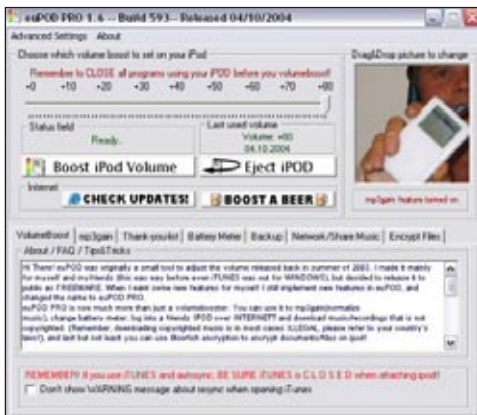 euPOD PRO 1.6 -- Build 593-- Released 04/10/2004
Advanced Settings About
Choose which volume boost to set on your iPod
Drag&Drop picture to change
Remember to CLOSE all programs using your iPOD before you volumeboost!
+0 +10 +20 +30 +40 +50 +60 +70 +80
Status field
Ready.
Last used volume
Volume: +80
04.10.2004
Boost iPod Volume
Eject iPOD
Internet
CHECK UPDATES!
BOOST A BEER
mp3gain feature turned on
VolumeBoost mp3gain Thank-you-list Battery Meter Backup Network/Share Music Encrypt Files
About / FAQ / Tips&Tricks
Hi There! euPOD was originally a small tool to adjust the volume released back in summer of 2003. I made it mainly
for myself and my friends (this was way before even iTUNES was out for WINDOWS), but decided to release it to
public as FREEWARE. When I want some new features for myself I still implement new features in euPOD, and
changed the name to euPOD PRO.
euPOD PRO is now much more than just a volumebooster. You can use it to mp3gain(normalize
music), change battery meter, log into a friends iPOD over INTERNET and download music/recordings that is not
copyrighted. (Remember, downloading copyrighted music is in most cases ILLEGAL, please refer to your country's
laws!), and last but not least you can use Blowfish encryption to encrypt documents/files on ipod!
REMEMBER! If you use iTUNES and autosync, BE SURE iTUNES is C L O S E D when attaching ipod!!
Don't show WARNING message about resync when opening iTunes